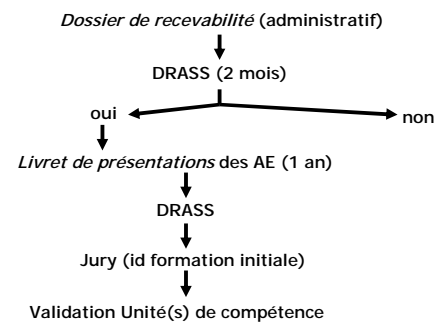 Dossier de recevabilité (administratif)
DRASS (2 mois)
oui
non
Livret de présentations des AE (1 an)
DRASS
Jury (id formation initiale)
Validation Unité(s) de compétence